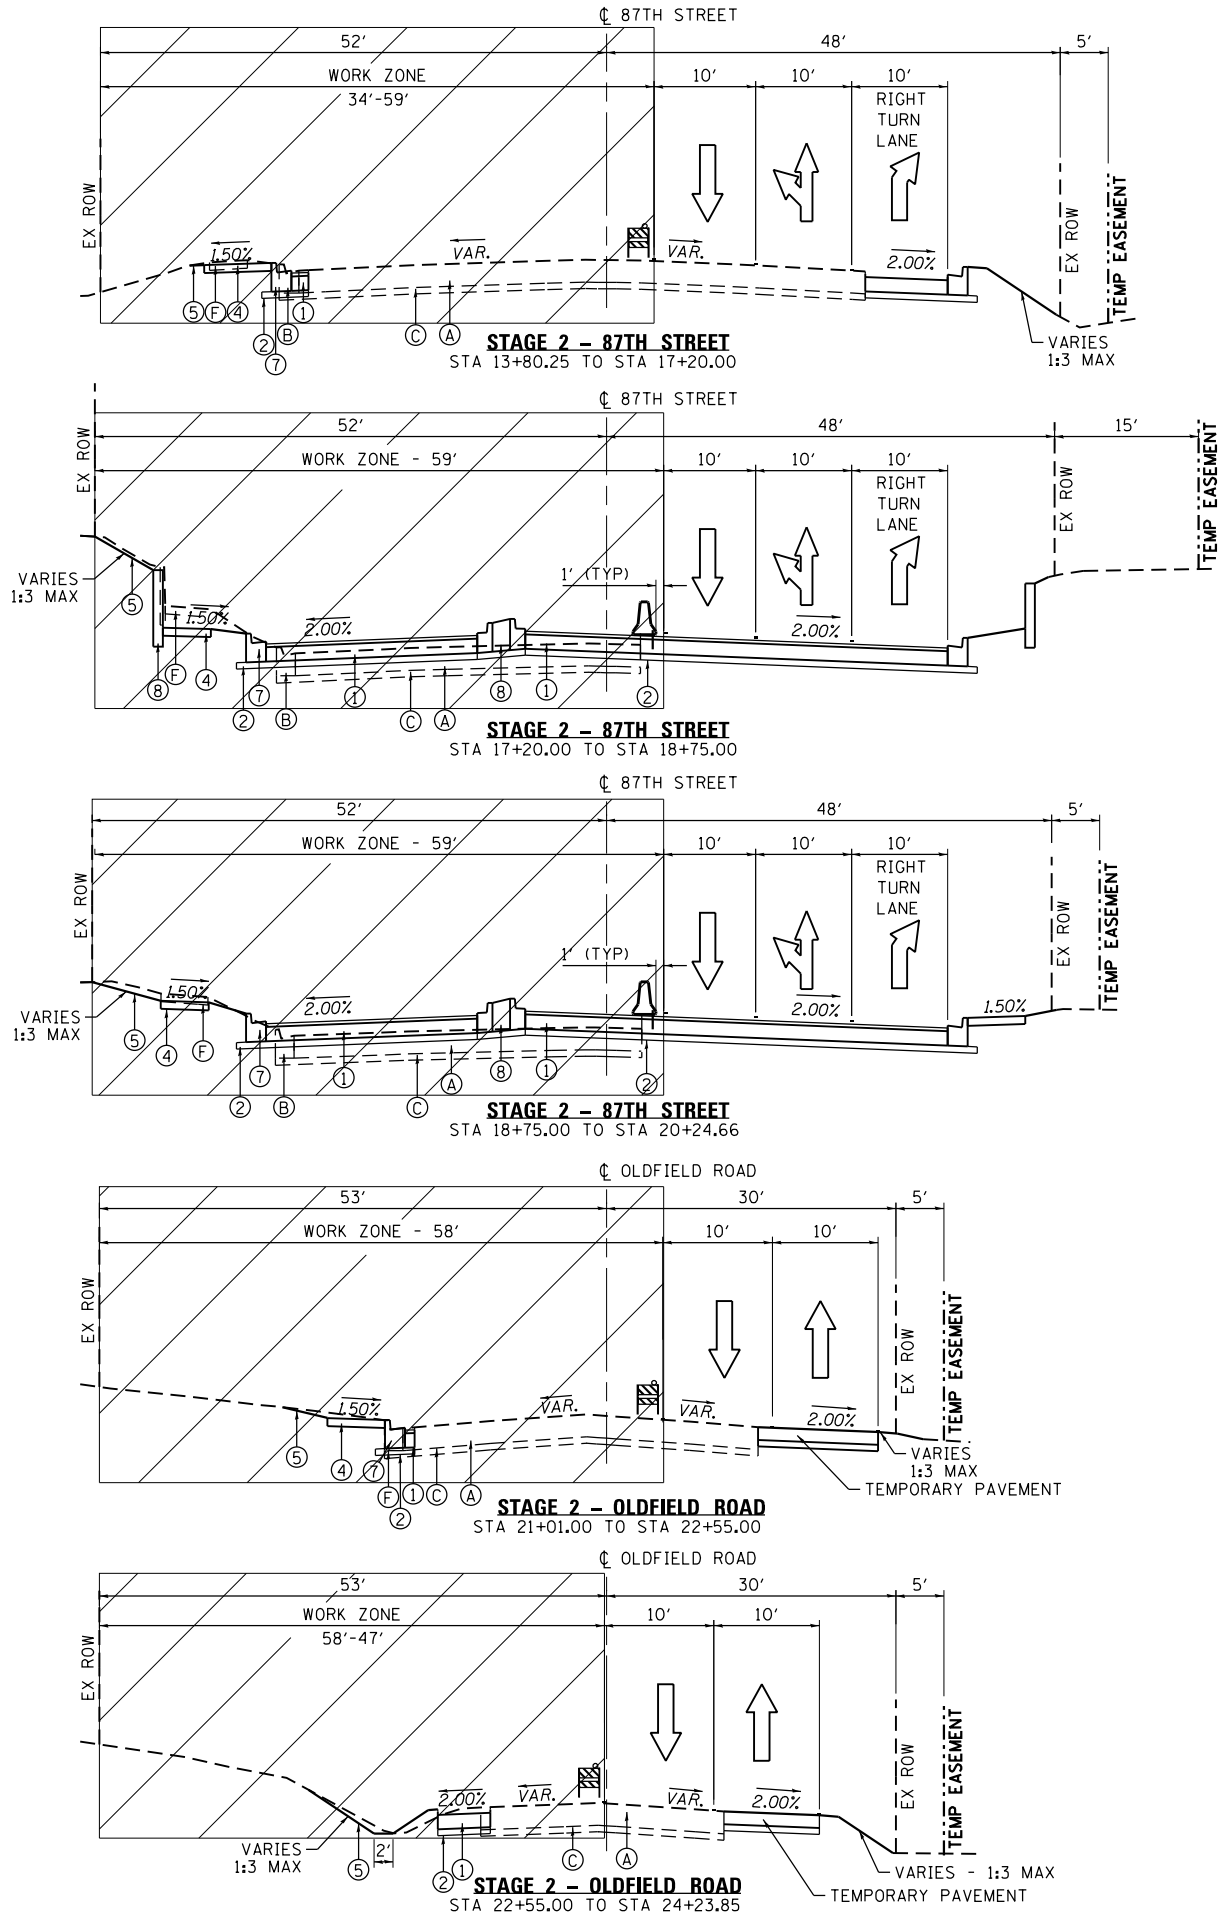 ℄ 87TH STREET
52' 48' 5'
WORK ZONE 10' 10' 10'
34'-59' RIGHT
TURN
LANE
EX ROW
EX ROW
TEMP EASEMENT
1.50% VAR. VAR. 2.00%
5 F 4 2 B 1 C A
7
VARIES
1:3 MAX
STAGE 2 - 87TH STREET
STA 13+80.25 TO STA 17+20.00
℄ 87TH STREET
52' 48' 15'
WORK ZONE - 59' 10' 10' 10'
RIGHT
TURN
LANE
EX ROW
EX ROW
TEMP EASEMENT
1' (TYP)
VARIES
1:3 MAX
1.50% 2.00% 2.00%
5
8 F 4 7 1 8 1 2
2 B C A
STAGE 2 - 87TH STREET
STA 17+20.00 TO STA 18+75.00
℄ 87TH STREET
52' 48' 5'
WORK ZONE - 59' 10' 10' 10'
RIGHT
TURN
LANE
EX ROW
EX ROW
TEMP EASEMENT
1' (TYP)
1.50% 2.00% 2.00% 1.50%
VARIES
1:3 MAX
5 4 F 7 1 A 8 1 2
2 B C
STAGE 2 - 87TH STREET
STA 18+75.00 TO STA 20+24.66
℄ OLDFIELD ROAD
53' 30' 5'
WORK ZONE - 58' 10' 10'
EX ROW
EX ROW
TEMP EASEMENT
1.50% VAR. VAR. 2.00%
5 4 7
F 1 C A
2
VARIES
1:3 MAX
TEMPORARY PAVEMENT
STAGE 2 - OLDFIELD ROAD
STA 21+01.00 TO STA 22+55.00
℄ OLDFIELD ROAD
53' 30' 5'
WORK ZONE 10' 10'
58'-47'
EX ROW
EX ROW
TEMP EASEMENT
2.00% VAR. VAR. 2.00%
VARIES
1:3 MAX
2'
5 2 1 C A
VARIES - 1:3 MAX
TEMPORARY PAVEMENT
STAGE 2 - OLDFIELD ROAD
STA 22+55.00 TO STA 24+23.85